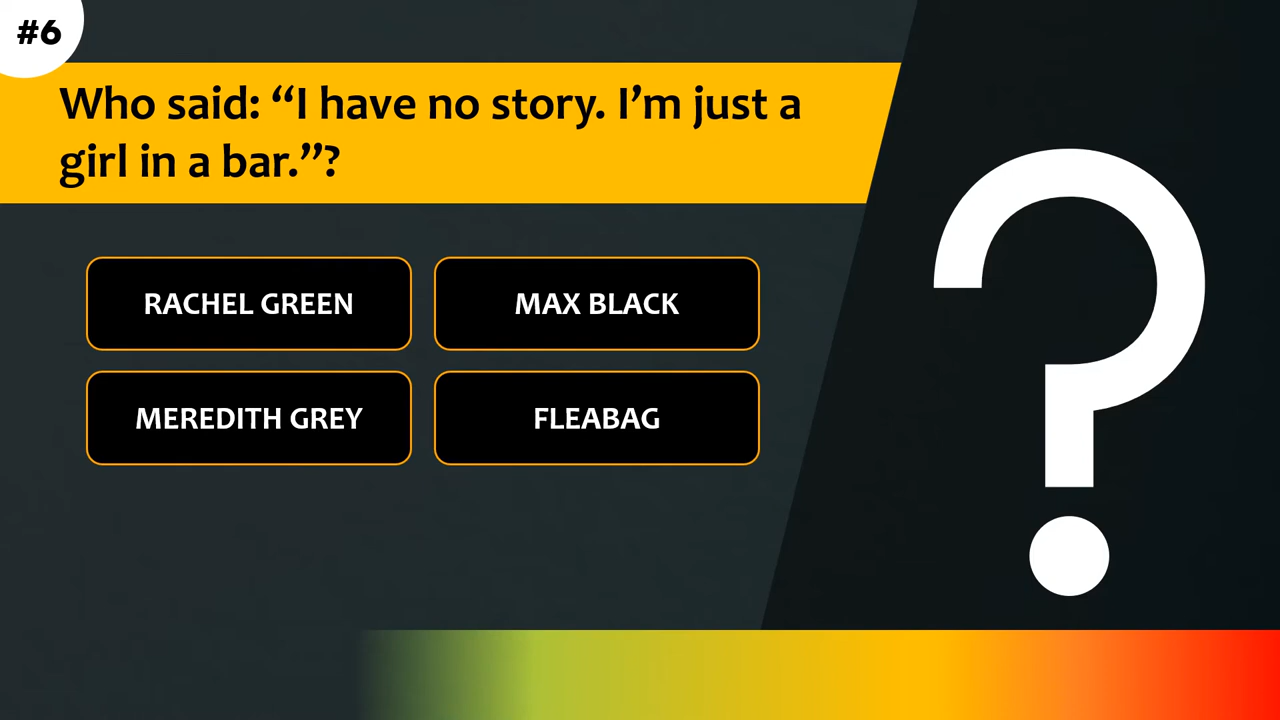 #6
Who said: “I have no story. I’m just a
girl in a bar.”?
RACHEL GREEN
MAX BLACK
MEREDITH GREY
FLEABAG